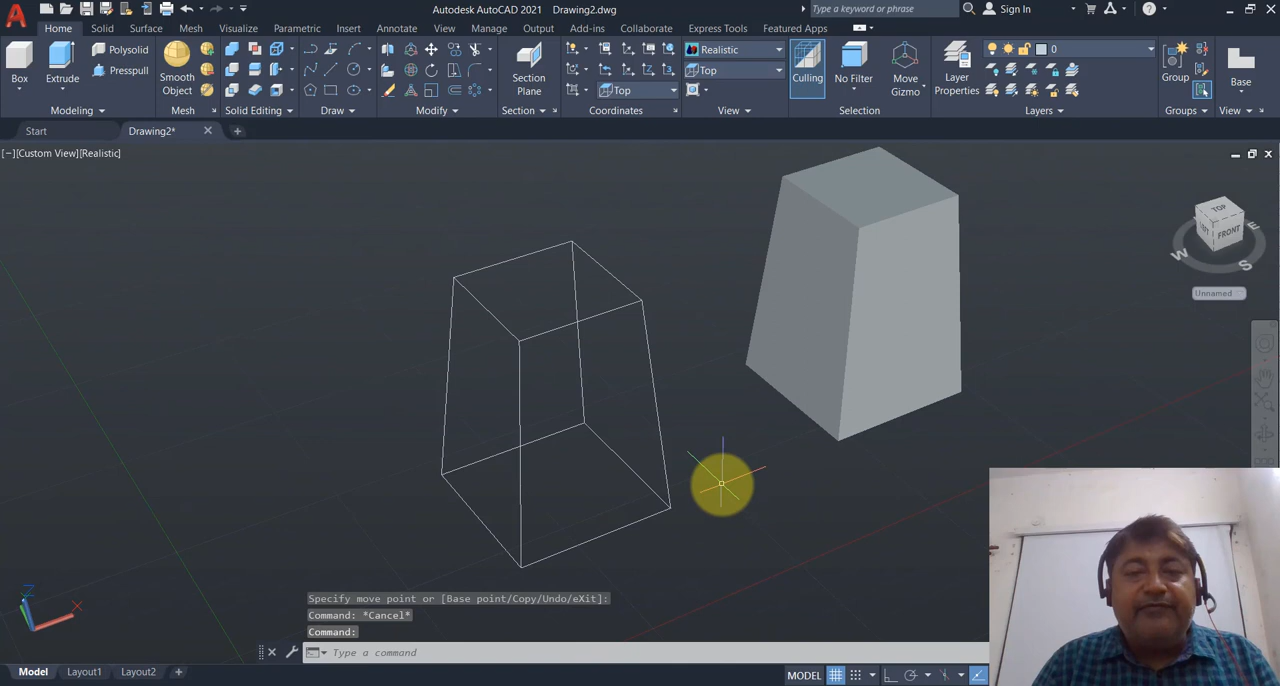 Autodesk AutoCAD 2021 Drawing2.dwg
Type a keyword or phrase
Sign In
Home Solid Surface Mesh Visualize Parametric Insert Annotate View Manage Output Add-ins Collaborate Express Tools Featured Apps
Box
Extrude
Polysolid
Presspull
Smooth Object
Section Plane
Top
Realistic
Top
Culling
No Filter
Move Gizmo
Layer Properties
0
Group
Base
Modeling
Mesh
Solid Editing
Draw
Modify
Section
Coordinates
View
Selection
Layers
Groups
View
Start
Drawing2*
[−][Custom View][Realistic]
TOP
LEFT
FRONT
W
E
S
Unnamed
Z
X
Specify move point or [Base point/Copy/Undo/eXit]:
Command: *Cancel*
Command:
Type a command
Model Layout1 Layout2
MODEL